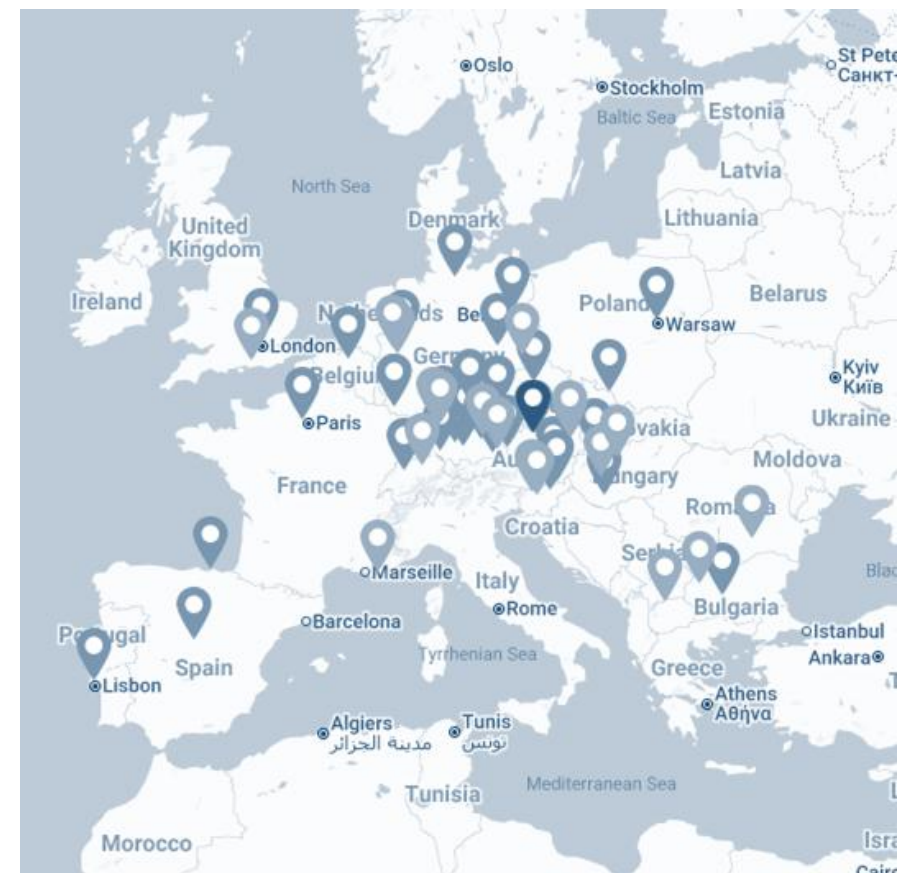 Oslo
St Pete
Санкт-
Stockholm
Baltic Sea
Estonia
Latvia
North Sea
Denmark
Lithuania
United
Kingdom
Ireland
Poland
Belarus
Warsaw
London
Paris
Kyiv
Київ
Ukraine
Moldova
France
Croatia
Marseille
Italy
Bulgaria
Barcelona
Rome
Istanbul
Spain
Tyrrhenian Sea
Ankara
Greece
Lisbon
Athens
Αθήνα
Algiers
مدينة الجزائر
Tunis
تونس
Mediterranean Sea
Tunisia
Morocco
Isra